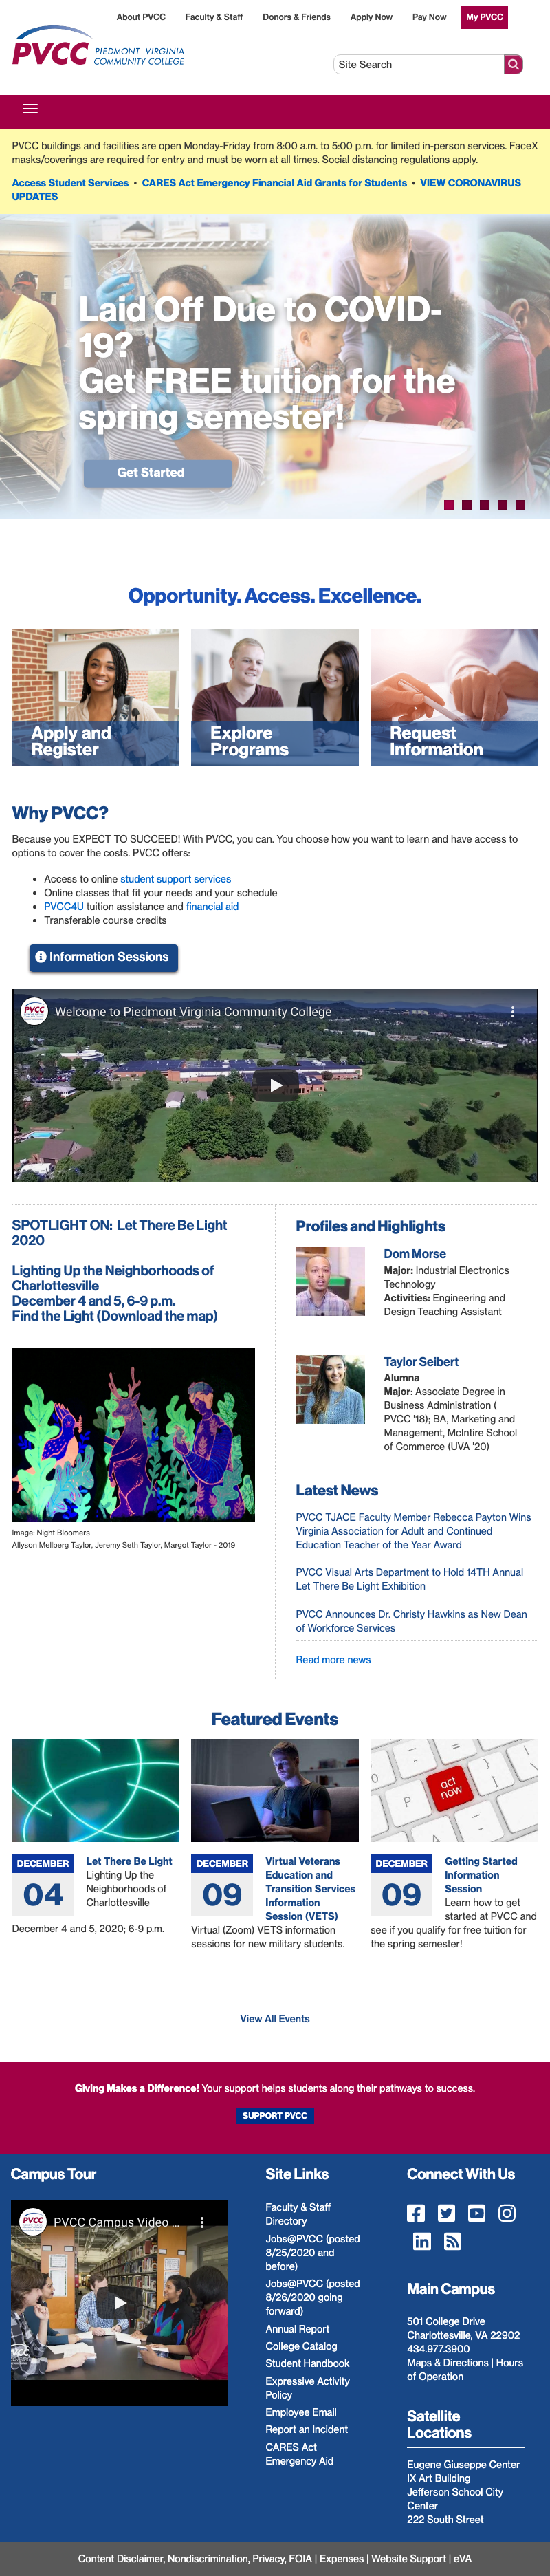 About PVCC Faculty & Staff Donors & Friends Apply Now Pay Now My PVCC
PVCC PIEDMONT VIRGINIA
COMMUNITY COLLEGE
Site Search
PVCC buildings and facilities are open Monday-Friday from 8:00 a.m. to 5:00 p.m. for limited in-person services. FaceX
masks/coverings are required for entry and must be worn at all times. Social distancing regulations apply.
Access Student Services • CARES Act Emergency Financial Aid Grants for Students • VIEW CORONAVIRUS
UPDATES
Laid Off Due to COVID-
19?
Get FREE tuition for the
spring semester!
Get Started
Opportunity. Access. Excellence.
Apply and
Register
Explore
Programs
Request
Information
Why PVCC?
Because you EXPECT TO SUCCEED! With PVCC, you can. You choose how you want to learn and have access to
options to cover the costs. PVCC offers:
• Access to online student support services
• Online classes that fit your needs and your schedule
• PVCC4U tuition assistance and financial aid
• Transferable course credits
Information Sessions
PVCC
Welcome to Piedmont Virginia Community College
SPOTLIGHT ON: Let There Be Light
2020
Lighting Up the Neighborhoods of
Charlottesville
December 4 and 5, 6-9 p.m.
Find the Light (Download the map)
Image: Night Bloomers
Allyson Mellberg Taylor, Jeremy Seth Taylor, Margot Taylor - 2019
Profiles and Highlights
Dom Morse
Major: Industrial Electronics
Technology
Activities: Engineering and
Design Teaching Assistant
Taylor Seibert
Alumna
Major: Associate Degree in
Business Administration (
PVCC '18); BA, Marketing and
Management, McIntire School
of Commerce (UVA '20)
Latest News
PVCC TJACE Faculty Member Rebecca Payton Wins
Virginia Association for Adult and Continued
Education Teacher of the Year Award
PVCC Visual Arts Department to Hold 14TH Annual
Let There Be Light Exhibition
PVCC Announces Dr. Christy Hawkins as New Dean
of Workforce Services
Read more news
Featured Events
act
now
DECEMBER
04
Let There Be Light
Lighting Up the
Neighborhoods of
Charlottesville
December 4 and 5, 2020; 6-9 p.m.
DECEMBER
09
Virtual Veterans
Education and
Transition Services
Information
Session (VETS)
Virtual (Zoom) VETS information
sessions for new military students.
DECEMBER
09
Getting Started
Information
Session
Learn how to get
started at PVCC and
see if you qualify for free tuition for
the spring semester!
View All Events
Giving Makes a Difference! Your support helps students along their pathways to success.
SUPPORT PVCC
Campus Tour
PVCC
PVCC Campus Video ...
Site Links
Faculty & Staff
Directory
Jobs@PVCC (posted
8/25/2020 and
before)
Jobs@PVCC (posted
8/26/2020 going
forward)
Annual Report
College Catalog
Student Handbook
Expressive Activity
Policy
Employee Email
Report an Incident
CARES Act
Emergency Aid
Connect With Us
Main Campus
501 College Drive
Charlottesville, VA 22902
434.977.3900
Maps & Directions | Hours
of Operation
Satellite
Locations
Eugene Giuseppe Center
IX Art Building
Jefferson School City
Center
222 South Street
Content Disclaimer, Nondiscrimination, Privacy, FOIA | Expenses | Website Support | eVA